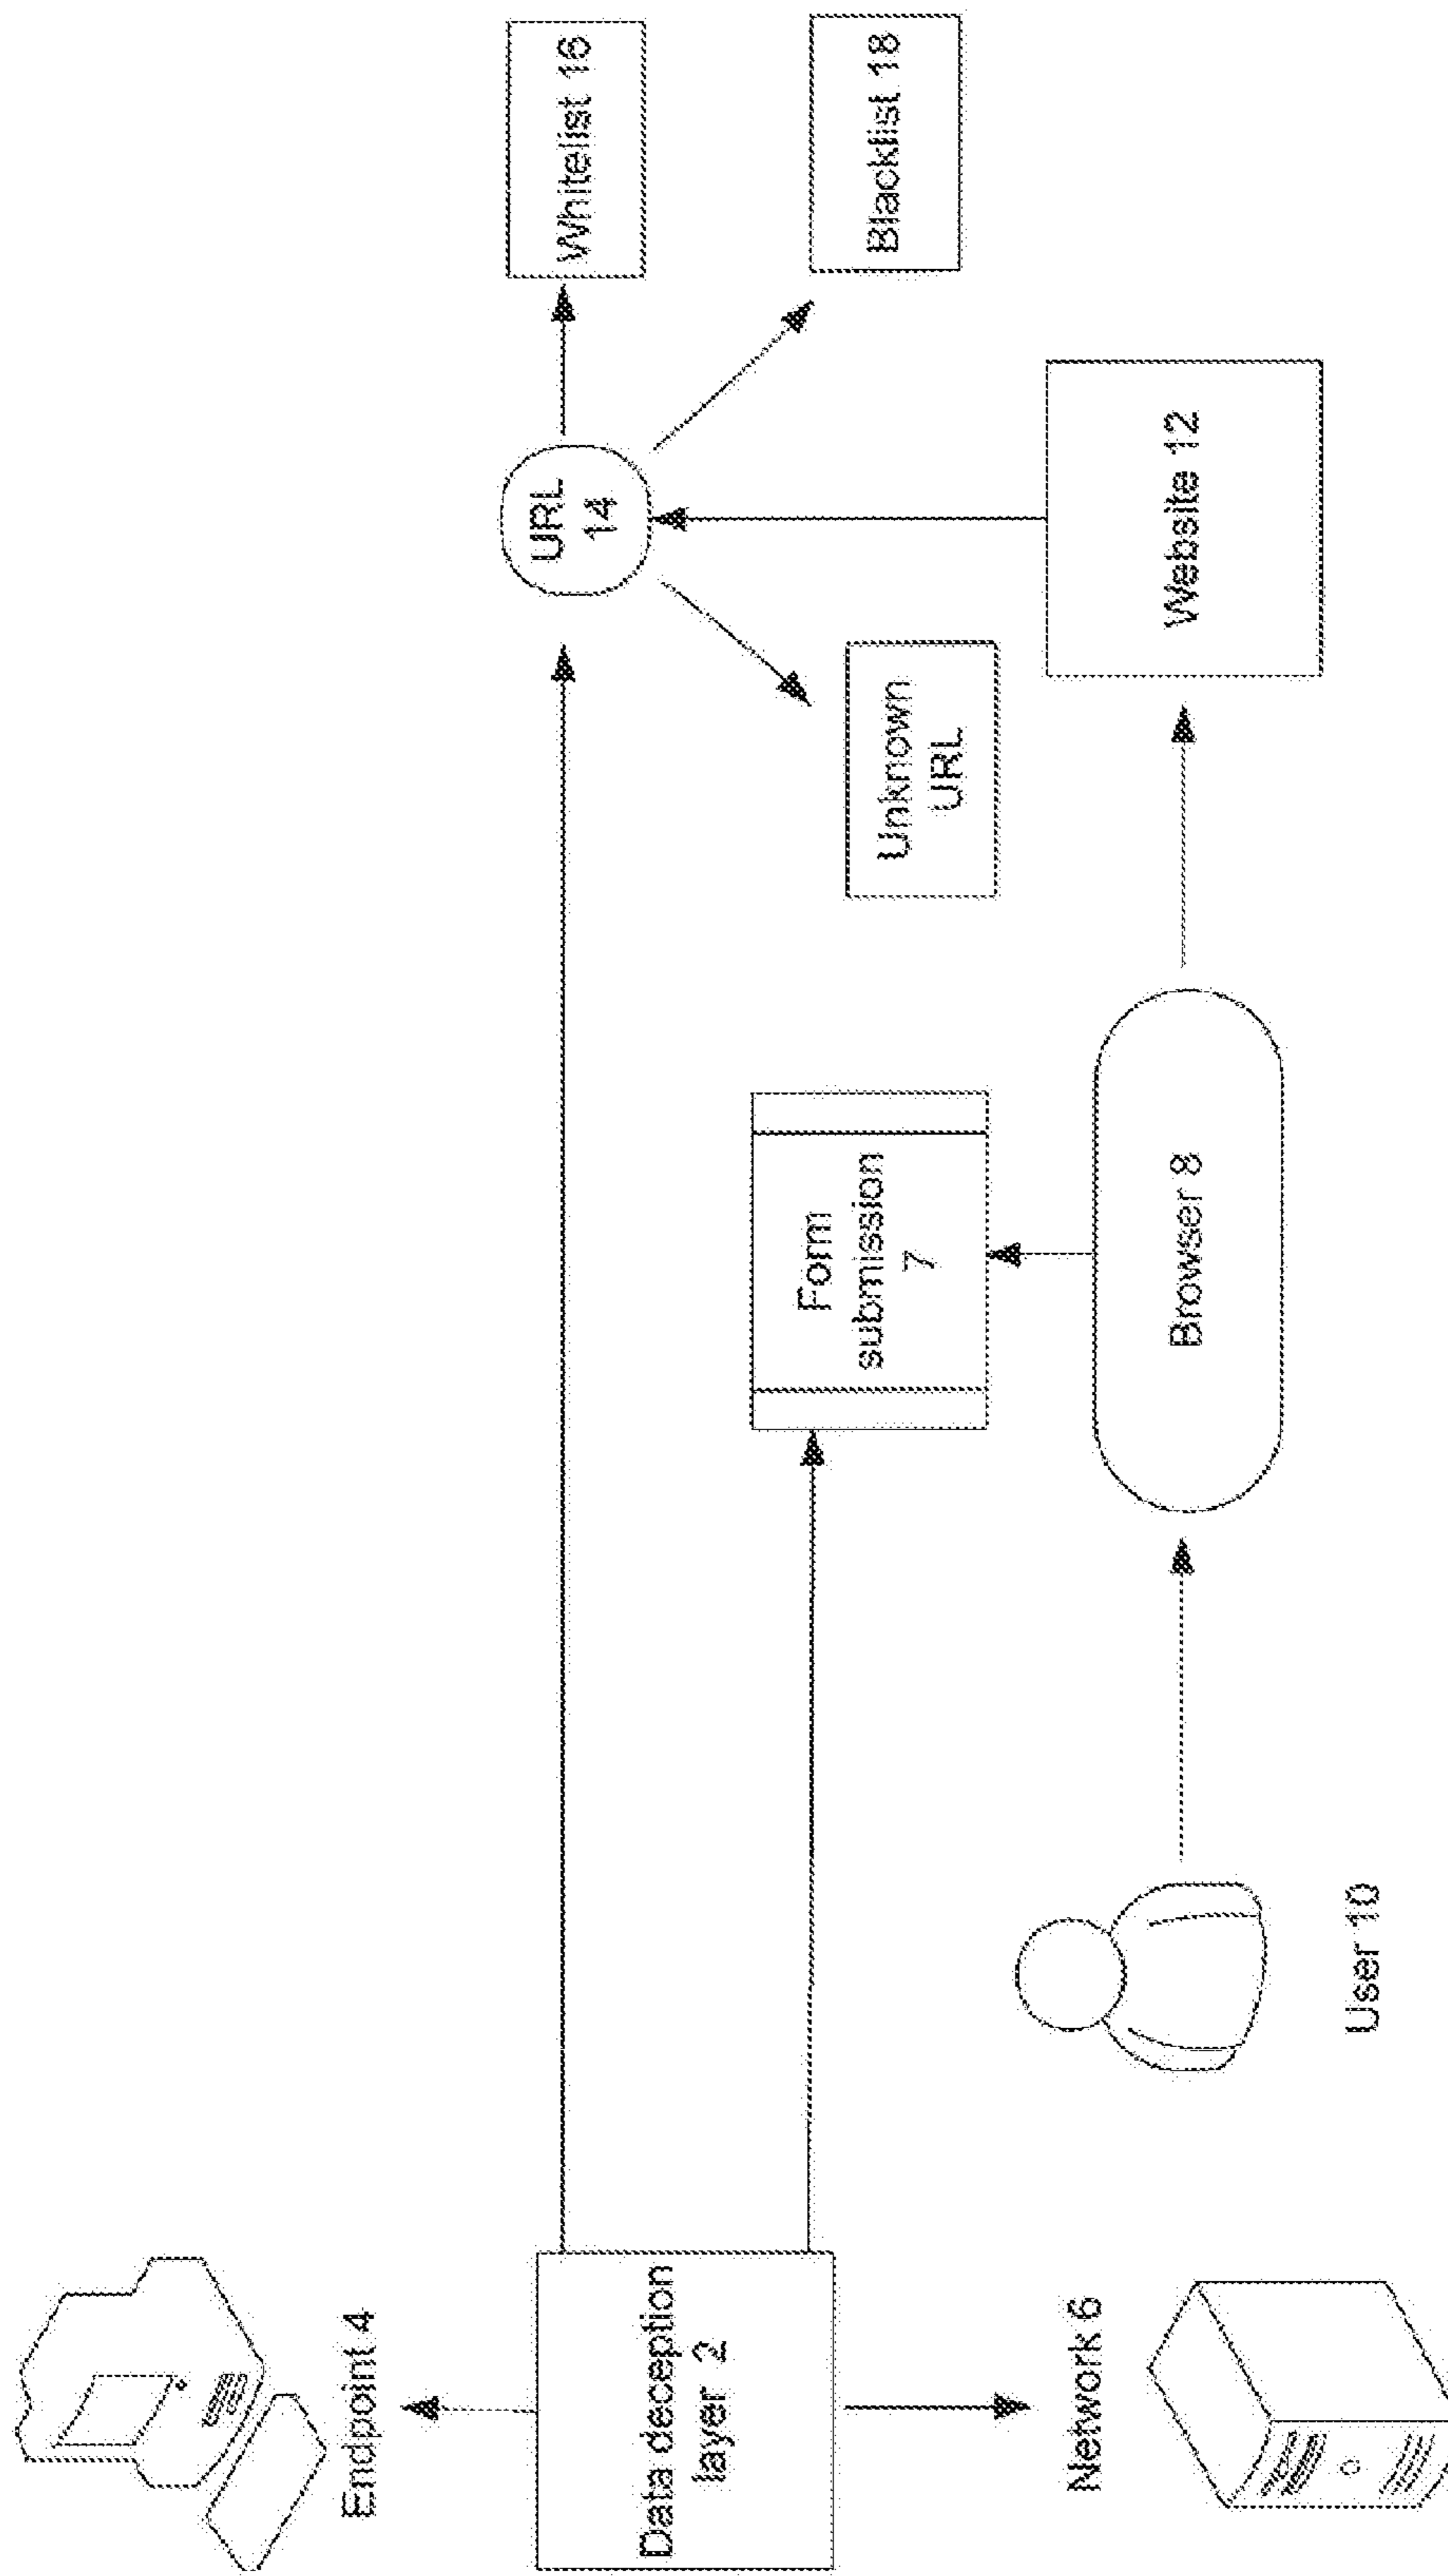 Endpoint 4
Data deception
layer 2
Network 6
User 10
Form
submission
7
Browser 8
Unknown
URL
URL
14
Website 12
Whitelist 16
Blacklist 18